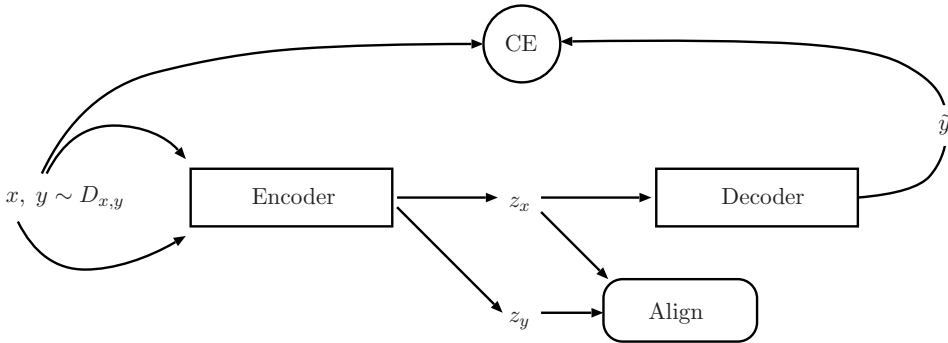 CE
ỹ
x, y ∼ D_{x,y}
Encoder
z_x
Decoder
z_y
Align